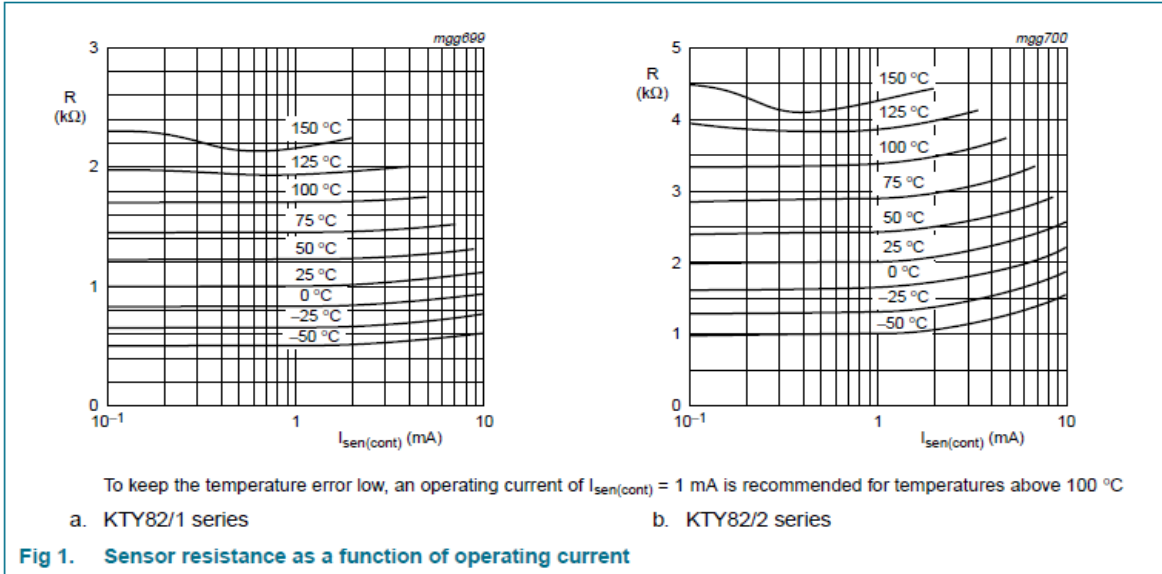 mgg699
3
R
(kΩ)
150 °C
2
125 °C
100 °C
75 °C
50 °C
25 °C
1
0 °C
–25 °C
–50 °C
0
10–1
1
10
Isen(cont) (mA)
mgg700
5
R
(kΩ)
150 °C
4
125 °C
100 °C
3
75 °C
50 °C
25 °C
2
0 °C
–25 °C
–50 °C
1
0
10–1
1
10
Isen(cont) (mA)
To keep the temperature error low, an operating current of Isen(cont) = 1 mA is recommended for temperatures above 100 °C
a. KTY82/1 series
b. KTY82/2 series
Fig 1. Sensor resistance as a function of operating current